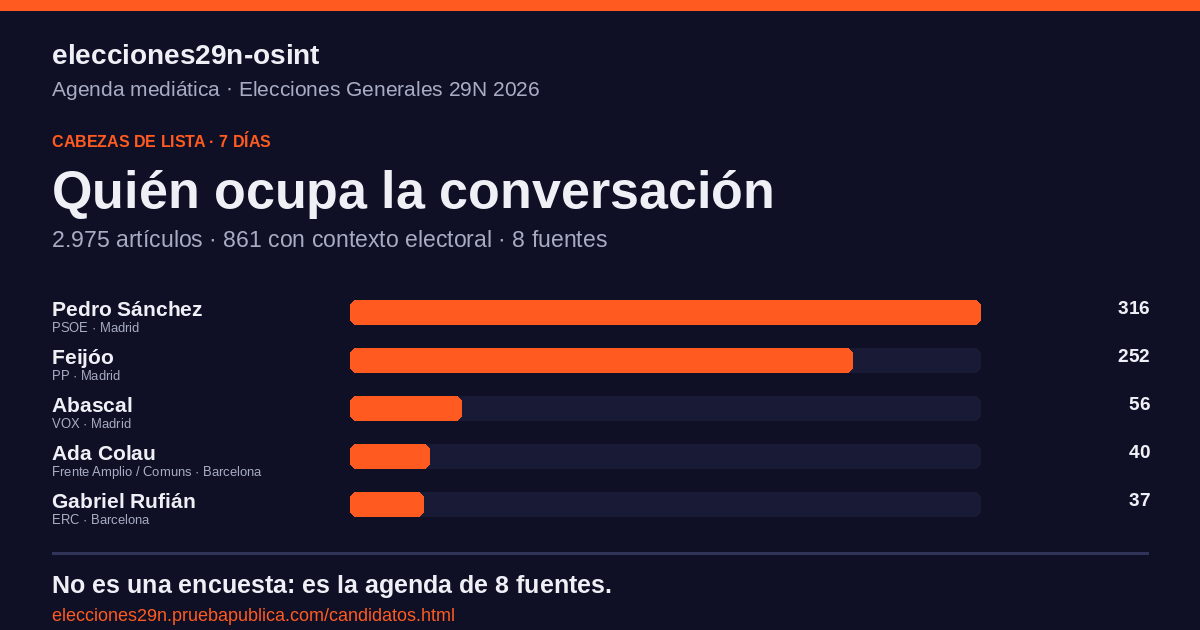 elecciones29n-osint
Agenda mediática · Elecciones Generales 29N 2026
CABEZAS DE LISTA · 7 DÍAS
Quién ocupa la conversación
2.975 artículos · 861 con contexto electoral · 8 fuentes
Pedro Sánchez 316
PSOE · Madrid
Feijóo 252
PP · Madrid
Abascal 56
VOX · Madrid
Ada Colau 40
Frente Amplio / Comuns · Barcelona
Gabriel Rufián 37
ERC · Barcelona
No es una encuesta: es la agenda de 8 fuentes.
elecciones29n.pruebapublica.com/candidatos.html